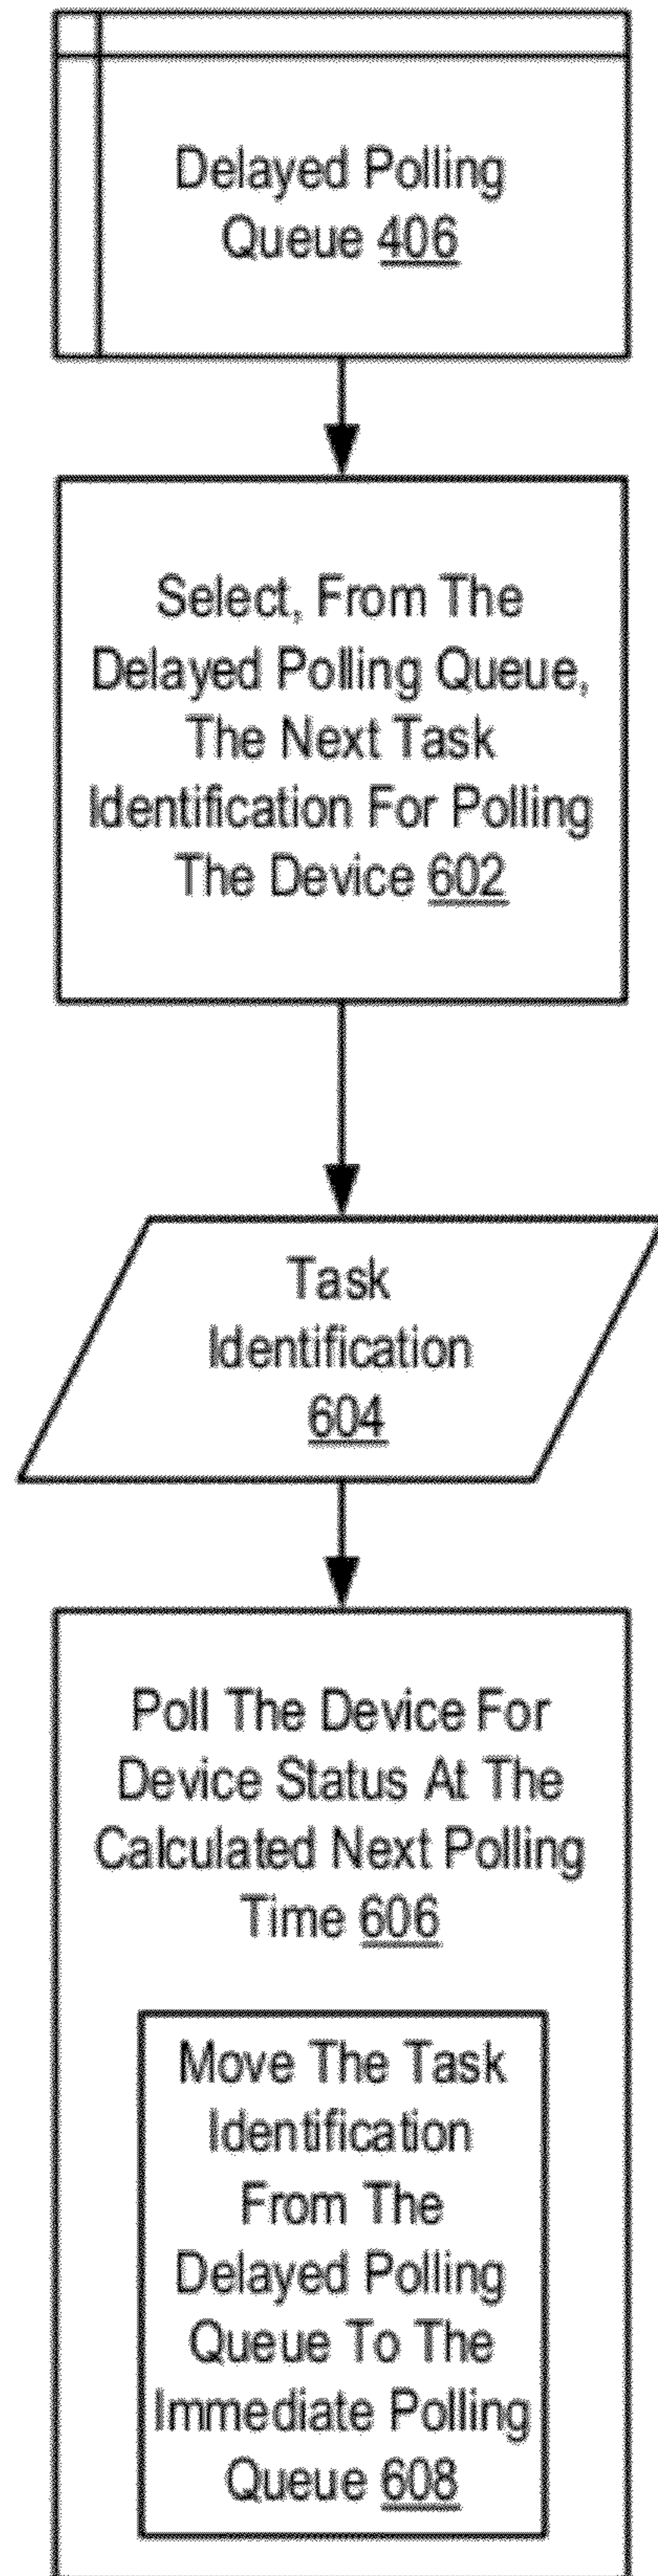 Delayed Polling
Queue 406
Select, From The
Delayed Polling Queue,
The Next Task
Identification For Polling
The Device 602
Task
Identification
604
Poll The Device For
Device Status At The
Calculated Next Polling
Time 606
Move The Task
Identification
From The
Delayed Polling
Queue To The
Immediate Polling
Queue 608